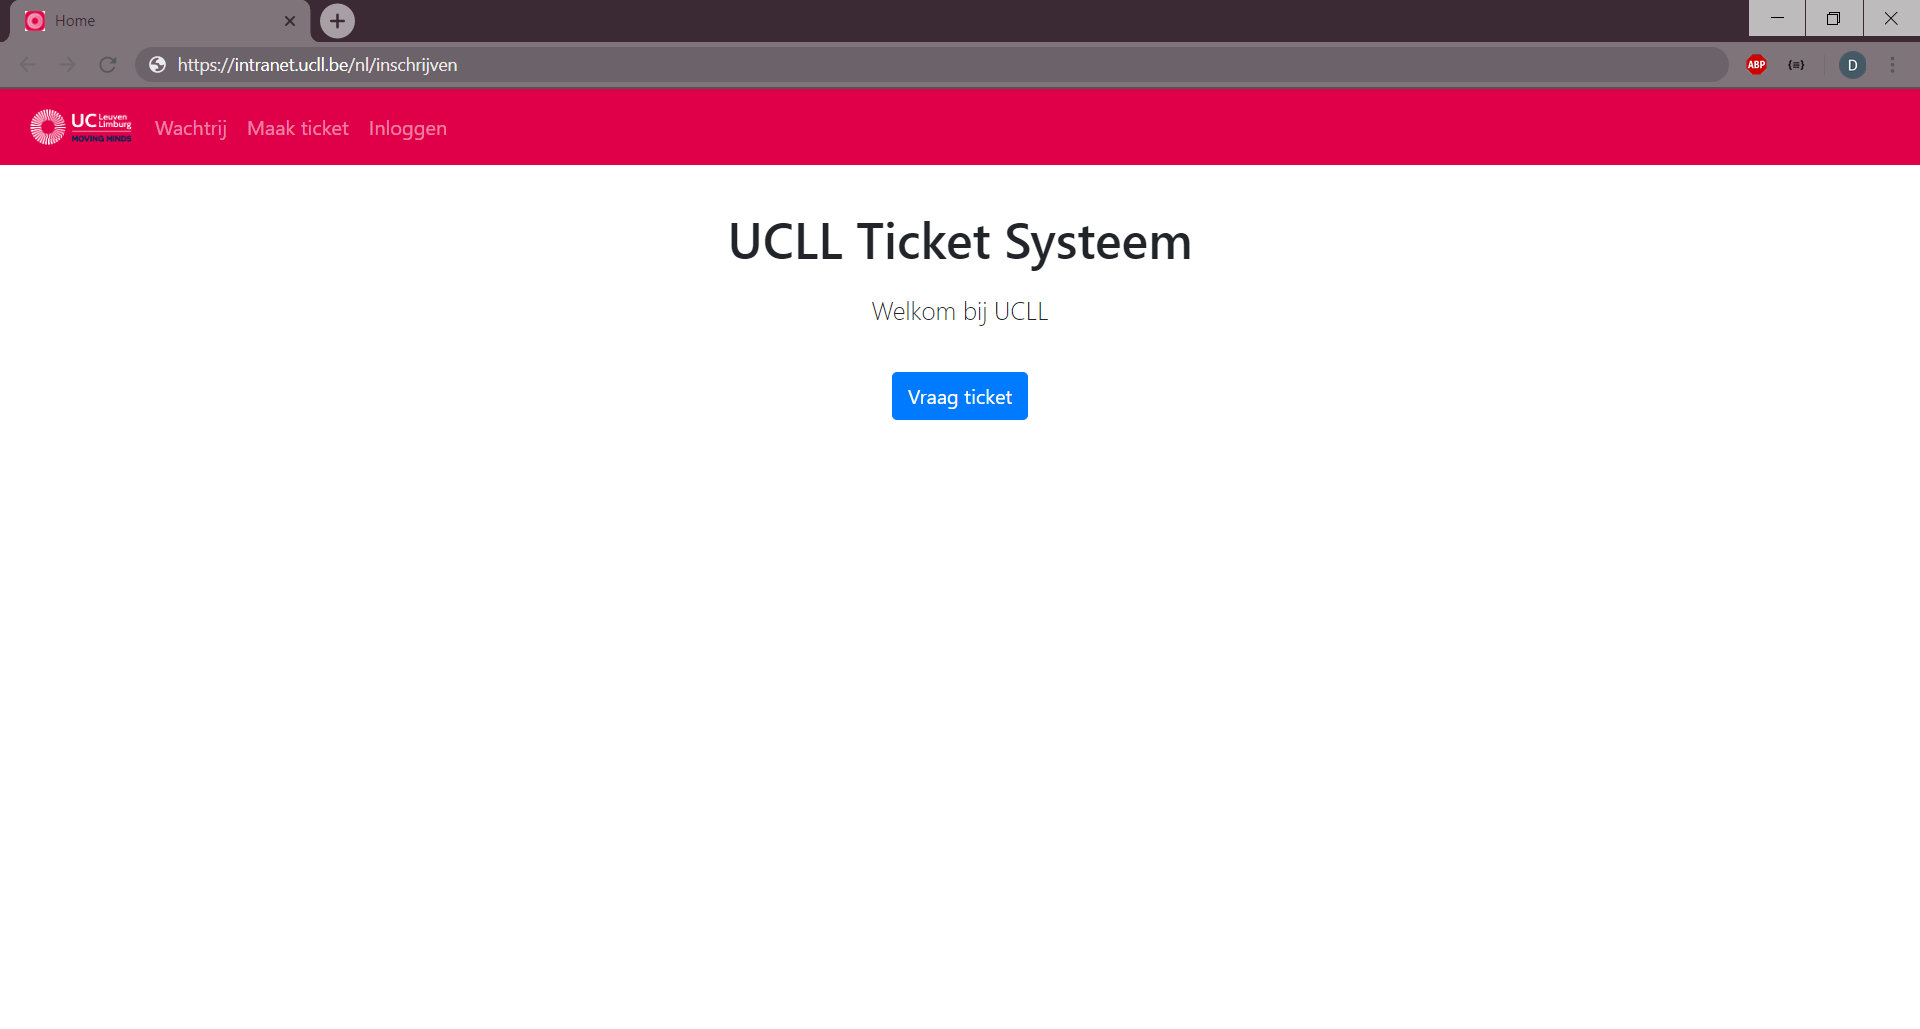 Home
https://intranet.ucll.be/nl/inschrijven
ABP
{≡}
D
UC Leuven Limburg
MOVING MINDS
Wachtrij
Maak ticket
Inloggen
UCLL Ticket Systeem
Welkom bij UCLL
Vraag ticket